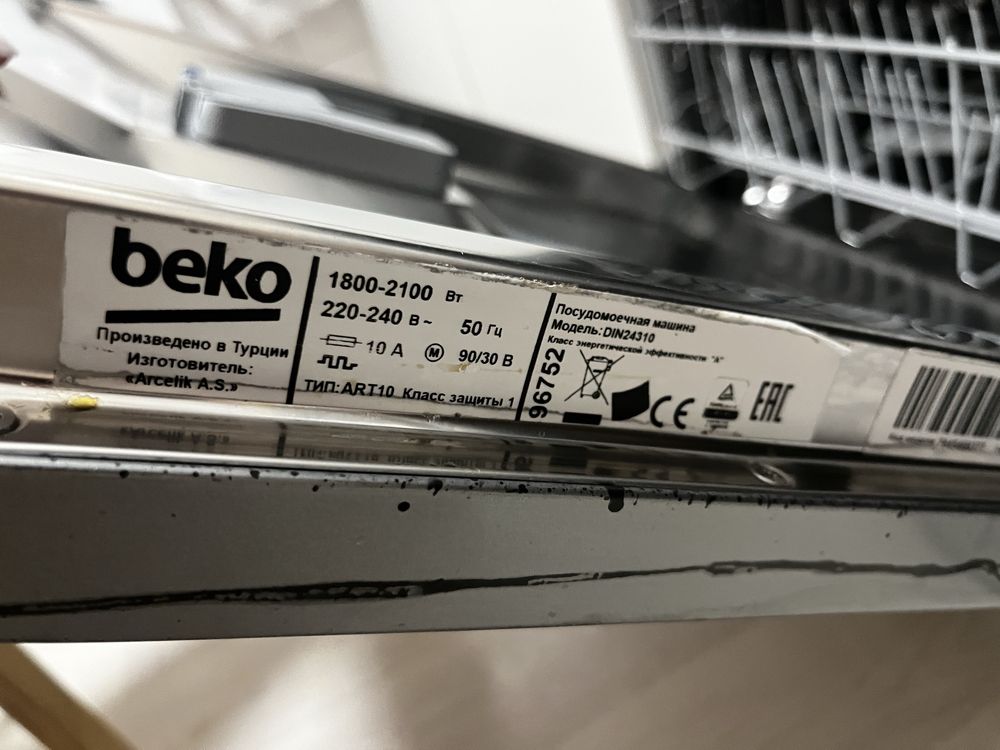 beko
Произведено в Турции
Изготовитель:
«Arcelik A.S.»
1800-2100 Вт
220-240 В~ 50 Гц
10 А M 90/30 В
ТИП: ART10 Класс защиты 1
96752
Посудомоечная машина
Модель: DIN24310
Класс энергетической эффективности "А"
CE
EAC